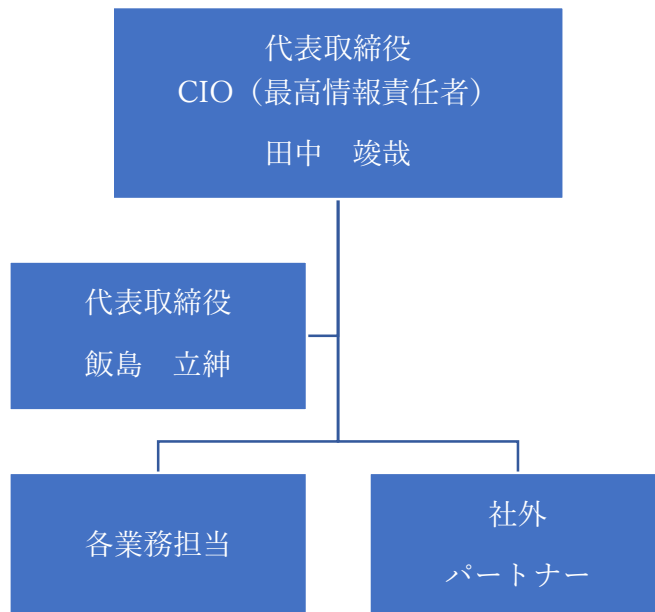 代表取締役
CIO（最高情報責任者）
田中　竣哉
代表取締役
飯島　立紳
各業務担当
社外
パートナー